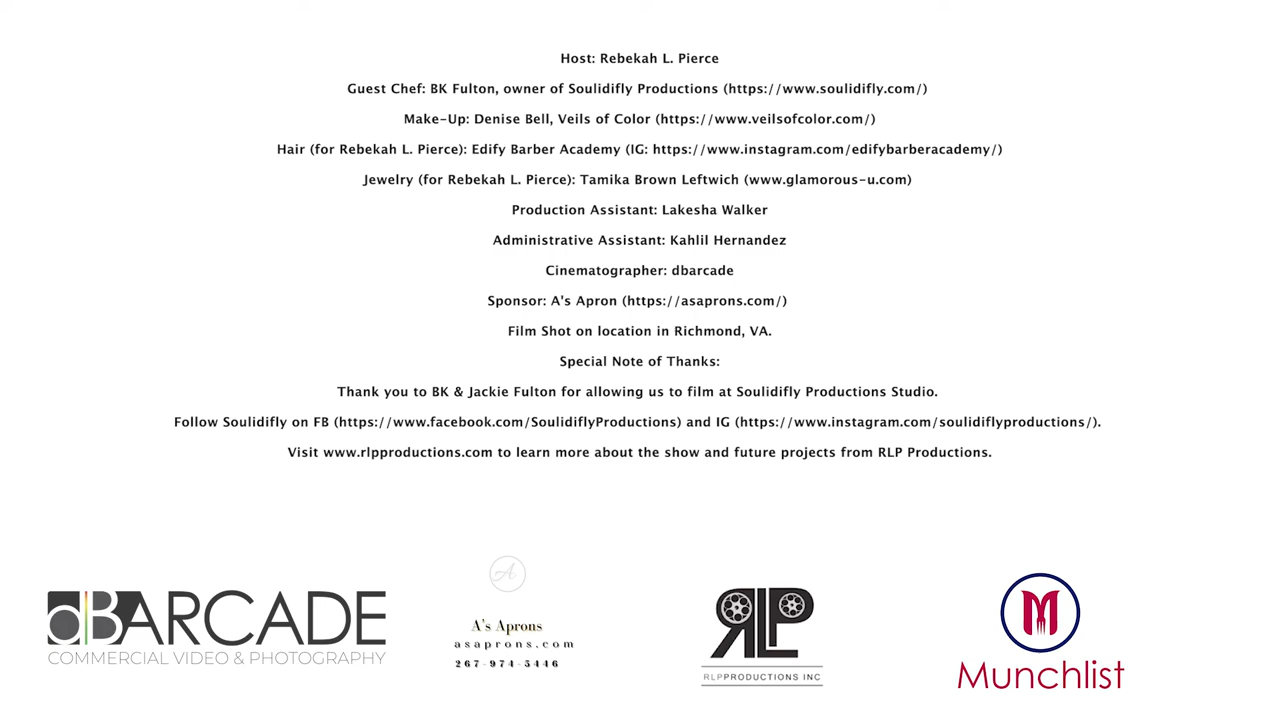 Host: Rebekah L. Pierce
Guest Chef: BK Fulton, owner of Soulidifly Productions (https://www.soulidifly.com/)
Make-Up: Denise Bell, Veils of Color (https://www.veilsofcolor.com/)
Hair (for Rebekah L. Pierce): Edify Barber Academy (IG: https://www.instagram.com/edifybarberacademy/)
Jewelry (for Rebekah L. Pierce): Tamika Brown Leftwich (www.glamorous-u.com)
Production Assistant: Lakesha Walker
Administrative Assistant: Kahlil Hernandez
Cinematographer: dbarcade
Sponsor: A's Apron (https://asaprons.com/)
Film Shot on location in Richmond, VA.
Special Note of Thanks:
Thank you to BK & Jackie Fulton for allowing us to film at Soulidifly Productions Studio.
Follow Soulidifly on FB (https://www.facebook.com/SoulidiflyProductions) and IG (https://www.instagram.com/soulidiflyproductions/).
Visit www.rlpproductions.com to learn more about the show and future projects from RLP Productions.
dBARCADE
COMMERCIAL VIDEO & PHOTOGRAPHY
A
A's Aprons
asaprons.com
267-974-5446
RLP
RLPPRODUCTIONS INC
M
Munchlist